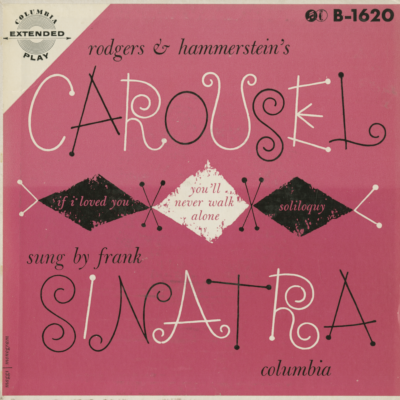 COLUMBIA
EXTENDED
PLAY
B-1620
rodgers & hammerstein's
CAROUSEL
if i loved you
you'll
never walk
alone
soliloquy
sung by frank
SINATRA
columbia